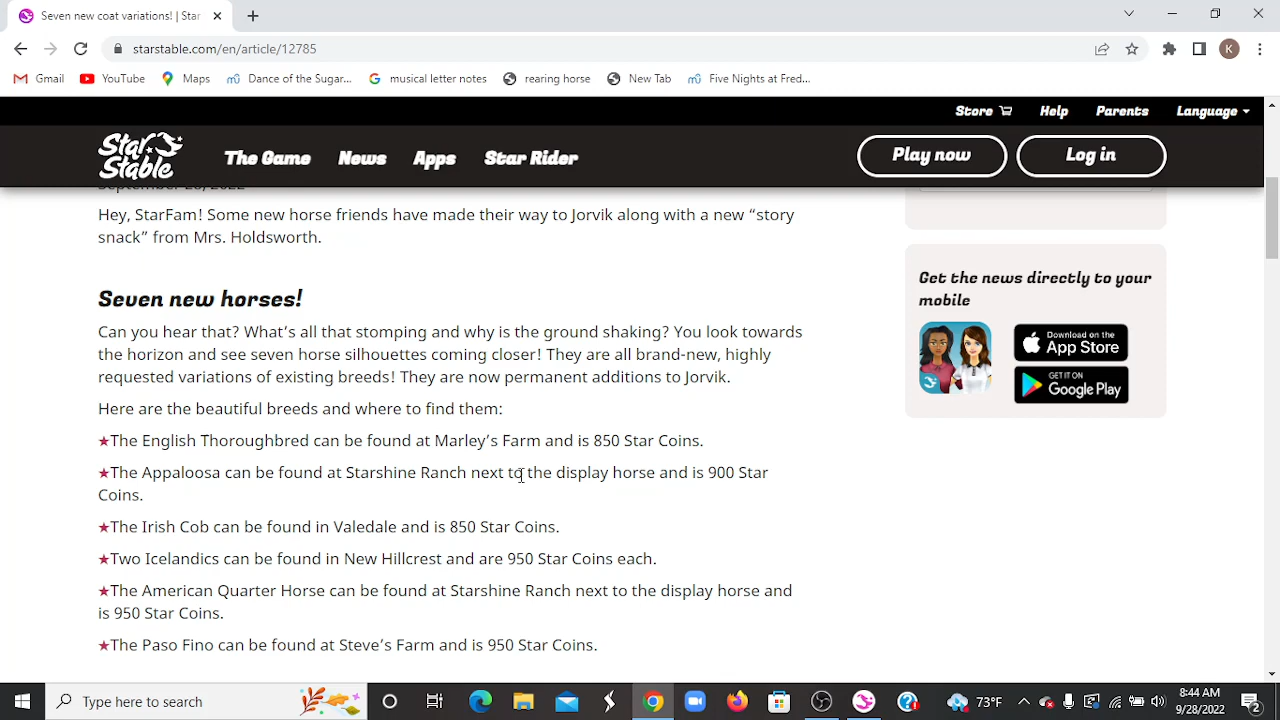 Seven new coat variations! | Star
starstable.com/en/article/12785
K
Gmail YouTube Maps Dance of the Sugar... musical letter notes rearing horse New Tab Five Nights at Fred...
Store Help Parents Language
Star Stable The Game News Apps Star Rider Play now Log in
Hey, StarFam! Some new horse friends have made their way to Jorvik along with a new “story
snack” from Mrs. Holdsworth.
Seven new horses!
Can you hear that? What’s all that stomping and why is the ground shaking? You look towards
the horizon and see seven horse silhouettes coming closer! They are all brand-new, highly
requested variations of existing breeds! They are now permanent additions to Jorvik.
Here are the beautiful breeds and where to find them:
★The English Thoroughbred can be found at Marley’s Farm and is 850 Star Coins.
★The Appaloosa can be found at Starshine Ranch next to the display horse and is 900 Star
Coins.
★The Irish Cob can be found in Valedale and is 850 Star Coins.
★Two Icelandics can be found in New Hillcrest and are 950 Star Coins each.
★The American Quarter Horse can be found at Starshine Ranch next to the display horse and
is 950 Star Coins.
★The Paso Fino can be found at Steve’s Farm and is 950 Star Coins.
Get the news directly to your
mobile
Download on the
App Store
GET IT ON
Google Play
Type here to search
73°F
8:44 AM
9/28/2022
2